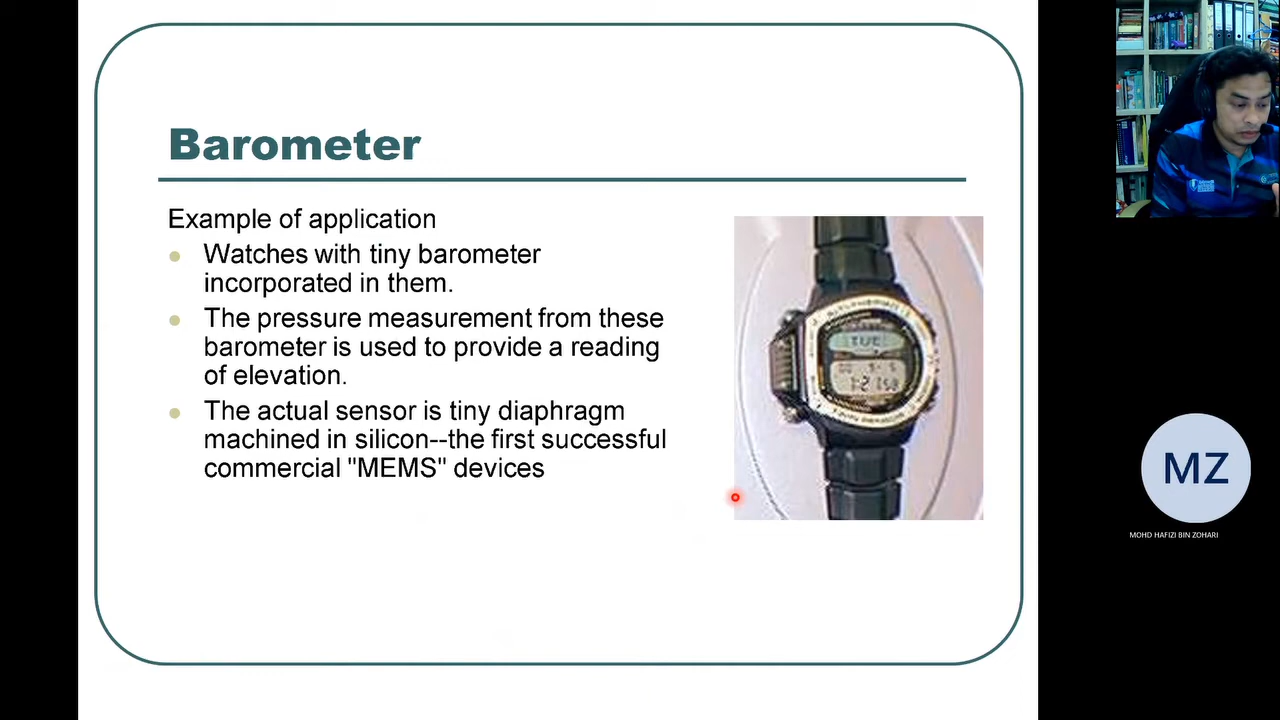 Barometer
Example of application
Watches with tiny barometer
incorporated in them.
The pressure measurement from these
barometer is used to provide a reading
of elevation.
The actual sensor is tiny diaphragm
machined in silicon--the first successful
commercial "MEMS" devices
TUE
MZ
MOHD HAFIZI BIN ZOHARI